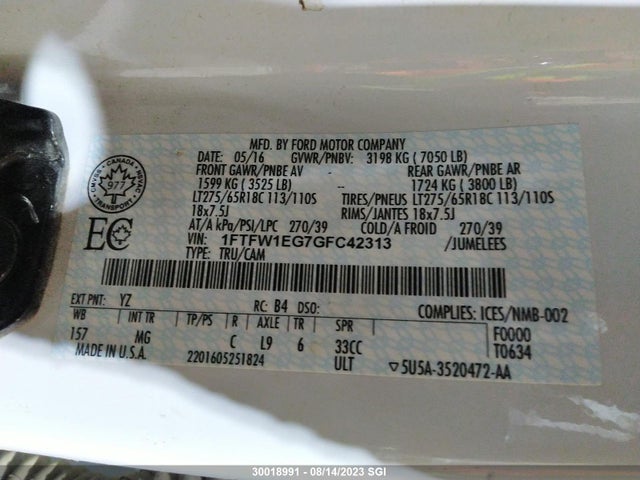 MFD. BY FORD MOTOR COMPANY
DATE: 05/16 GVWR/PNBV: 3198 KG ( 7050 LB)
FRONT GAWR/PNBE AV REAR GAWR/PNBE AR
1599 KG ( 3525 LB) -- 1724 KG ( 3800 LB)
LT275/65R18C 113/110S TIRES/PNEUS LT275/65R18C 113/110S
18x7.5J RIMS/JANTES 18x7.5J
AT/A kPa/PSI/LPC 270/39 COLD/A FROID 270/39
VIN: 1FTFW1EG7GFC42313 /JUMELEES
TYPE: TRU/CAM
CANADA
977
TRANSPORT
EC
EXT PNT: YZ RC: B4 DSO: COMPLIES: ICES/NMB-002
WB INT TR TP/PS R AXLE TR SPR F0000
157 MG C L9 6 33CC T0634
MADE IN U.S.A. 2201605251824 ULT 5U5A-3520472-AA
30018991 - 08/14/2023 SGI